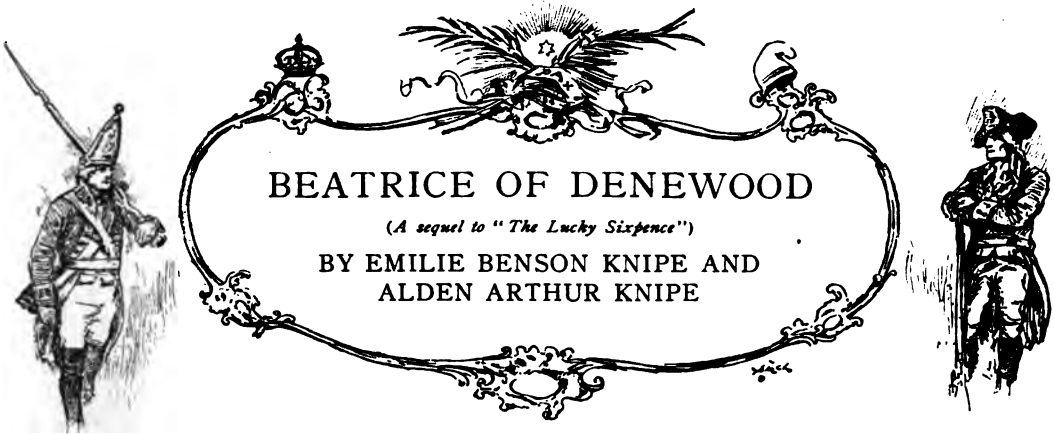 BEATRICE OF DENEWOOD
(A sequel to "The Lucky Sixpence")
BY EMILIE BENSON KNIPE AND
ALDEN ARTHUR KNIPE